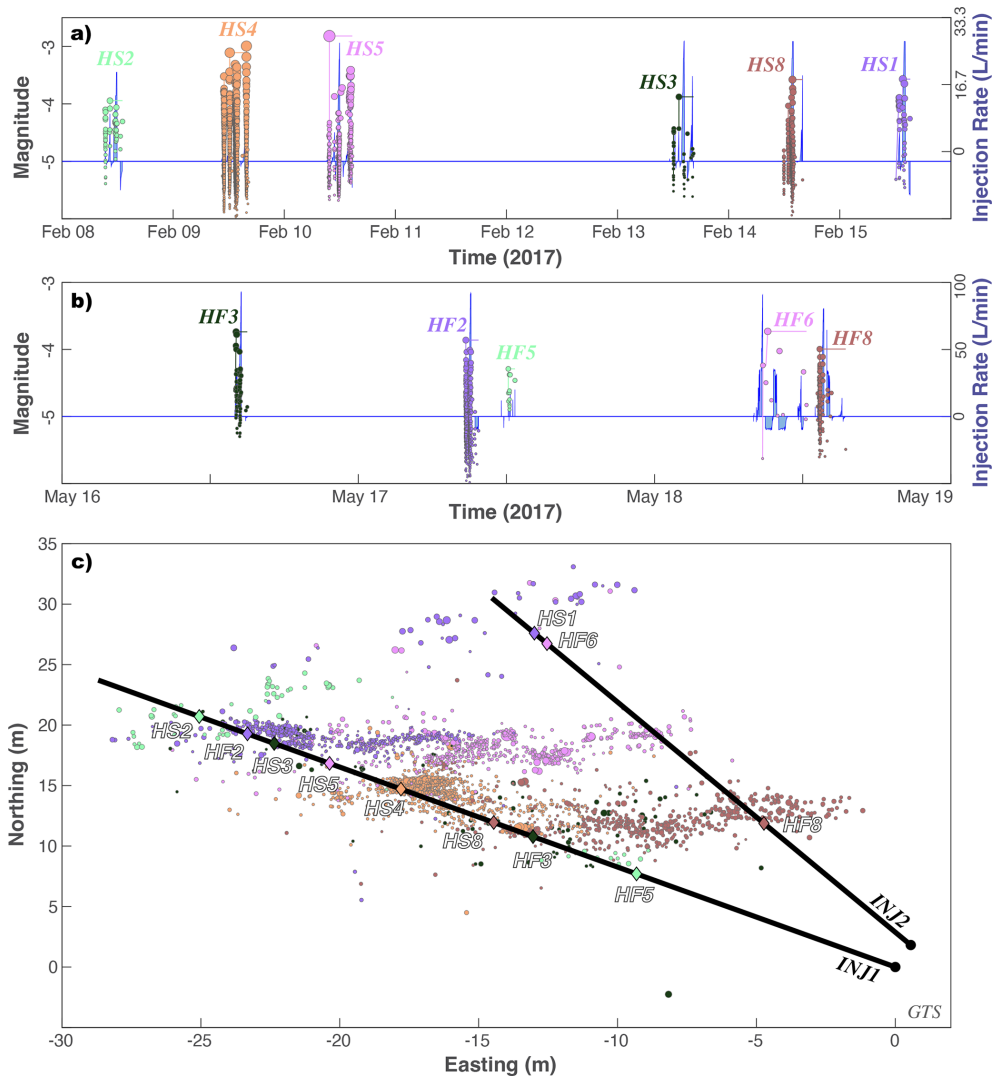 a)
HS2
HS4
HS5
HS3
HS8
HS1
Magnitude
-3
-4
-5
33.3
16.7
0
Injection Rate (L/min)
Feb 08
Feb 09
Feb 10
Feb 11
Feb 12
Feb 13
Feb 14
Feb 15
Time (2017)
b)
HF3
HF2
HF5
HF6
HF8
Magnitude
-3
-4
-5
100
50
0
Injection Rate (L/min)
May 16
May 17
May 18
May 19
Time (2017)
c)
Northing (m)
35
30
25
20
15
10
5
0
HS1
HF6
HS2
HF2
HS3
HS5
HS4
HS8
HF3
HF8
HF5
INJ2
INJ1
GTS
-30
-25
-20
-15
-10
-5
0
Easting (m)